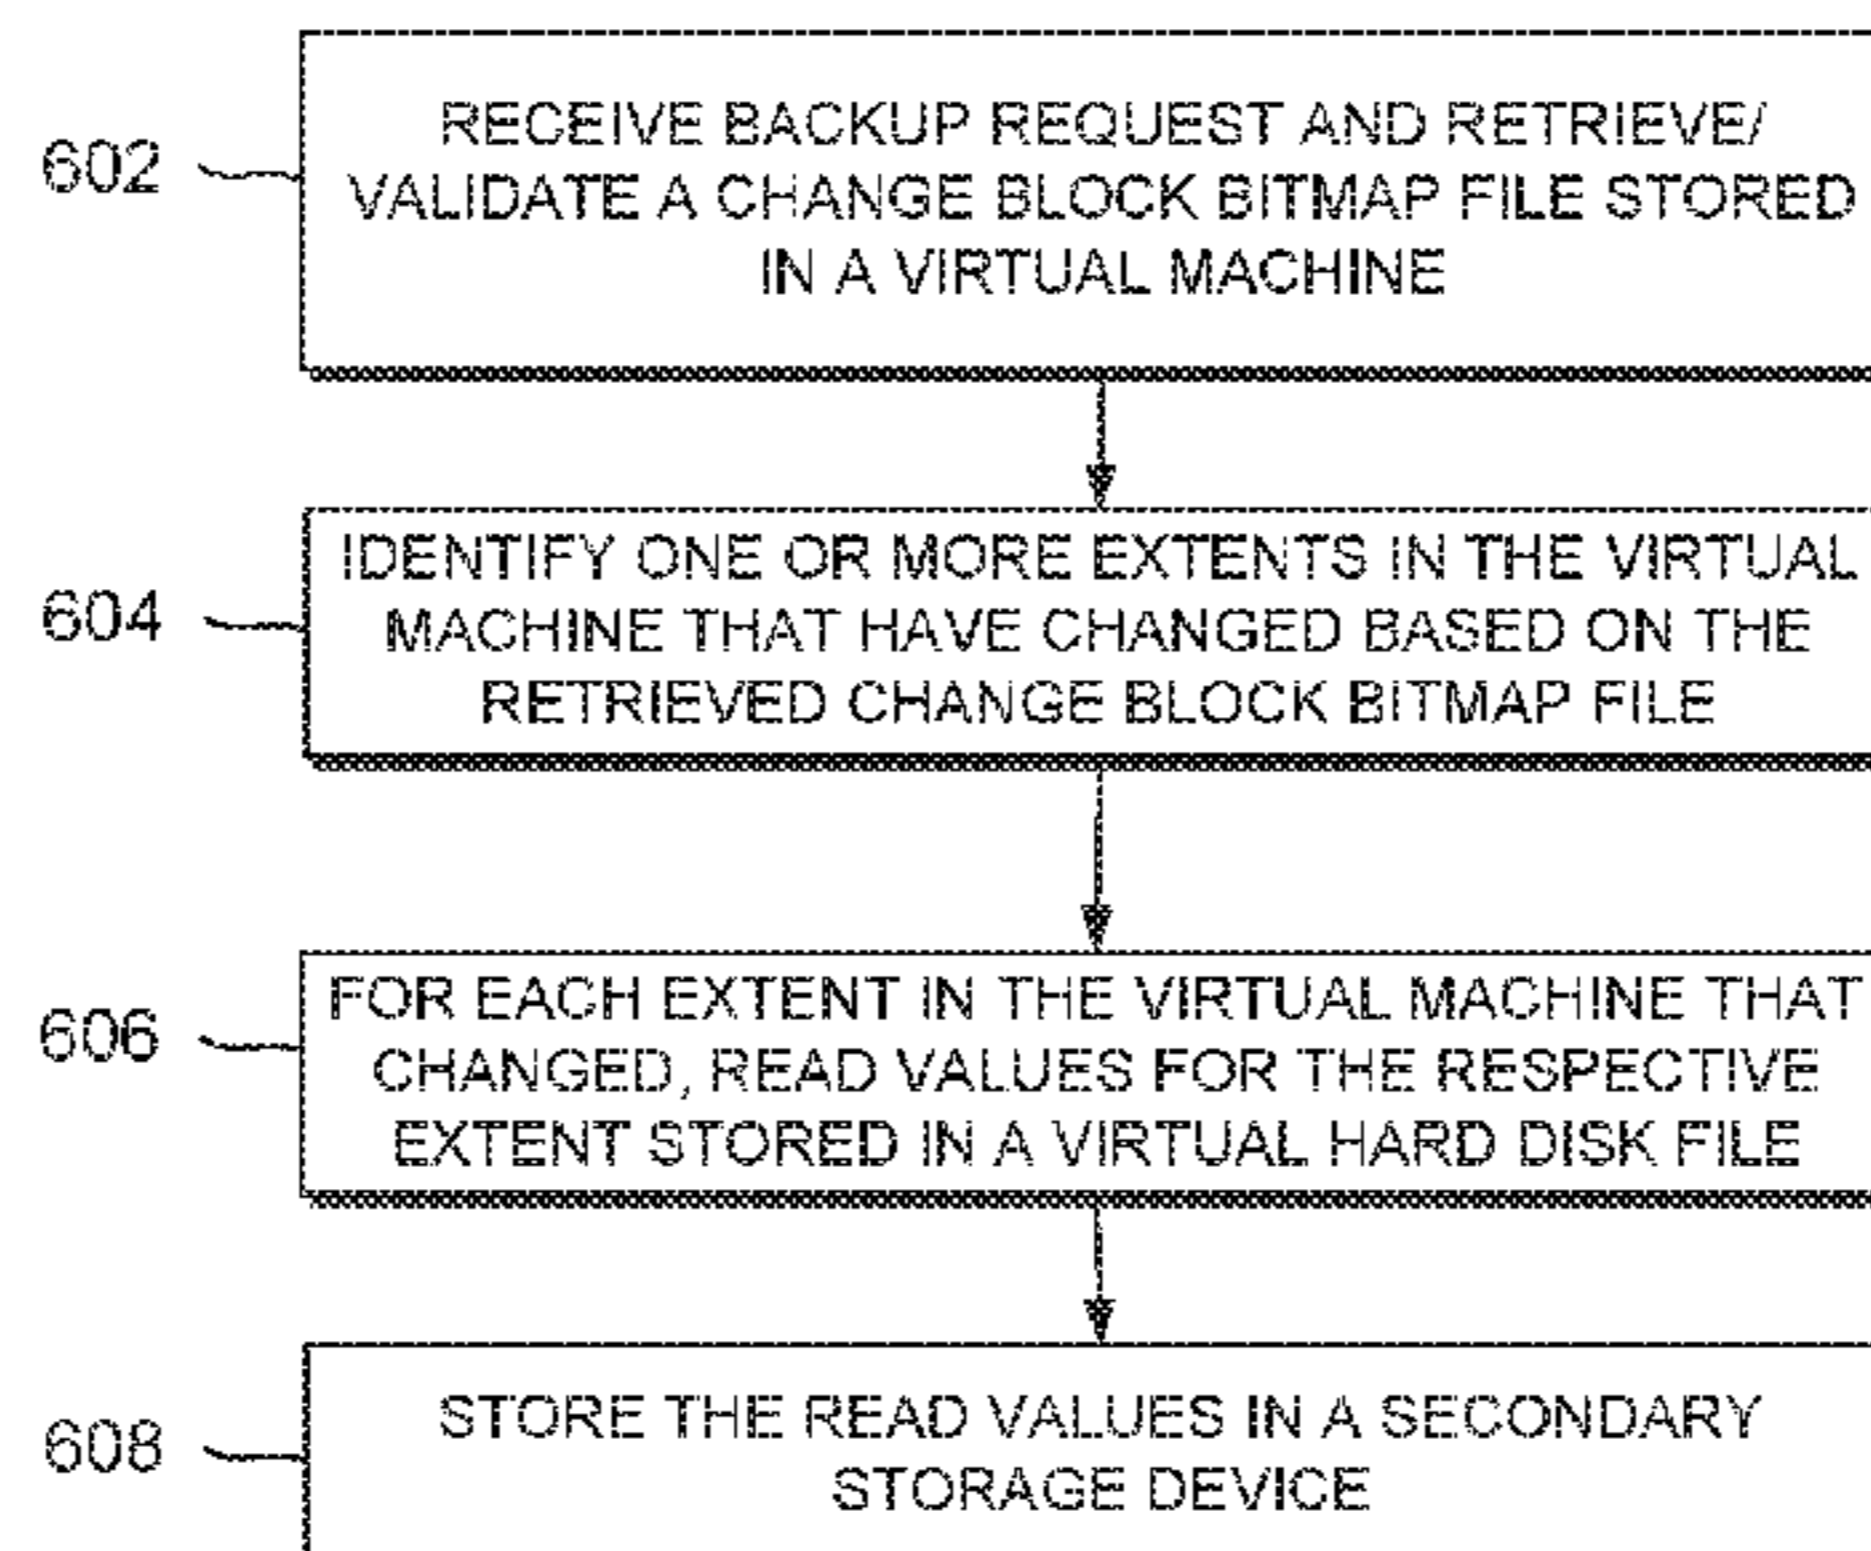 602
RECEIVE BACKUP REQUEST AND RETRIEVE/
VALIDATE A CHANGE BLOCK BITMAP FILE STORED
IN A VIRTUAL MACHINE
604
IDENTIFY ONE OR MORE EXTENTS IN THE VIRTUAL
MACHINE THAT HAVE CHANGED BASED ON THE
RETRIEVED CHANGE BLOCK BITMAP FILE
606
FOR EACH EXTENT IN THE VIRTUAL MACHINE THAT
CHANGED, READ VALUES FOR THE RESPECTIVE
EXTENT STORED IN A VIRTUAL HARD DISK FILE
608
STORE THE READ VALUES IN A SECONDARY
STORAGE DEVICE